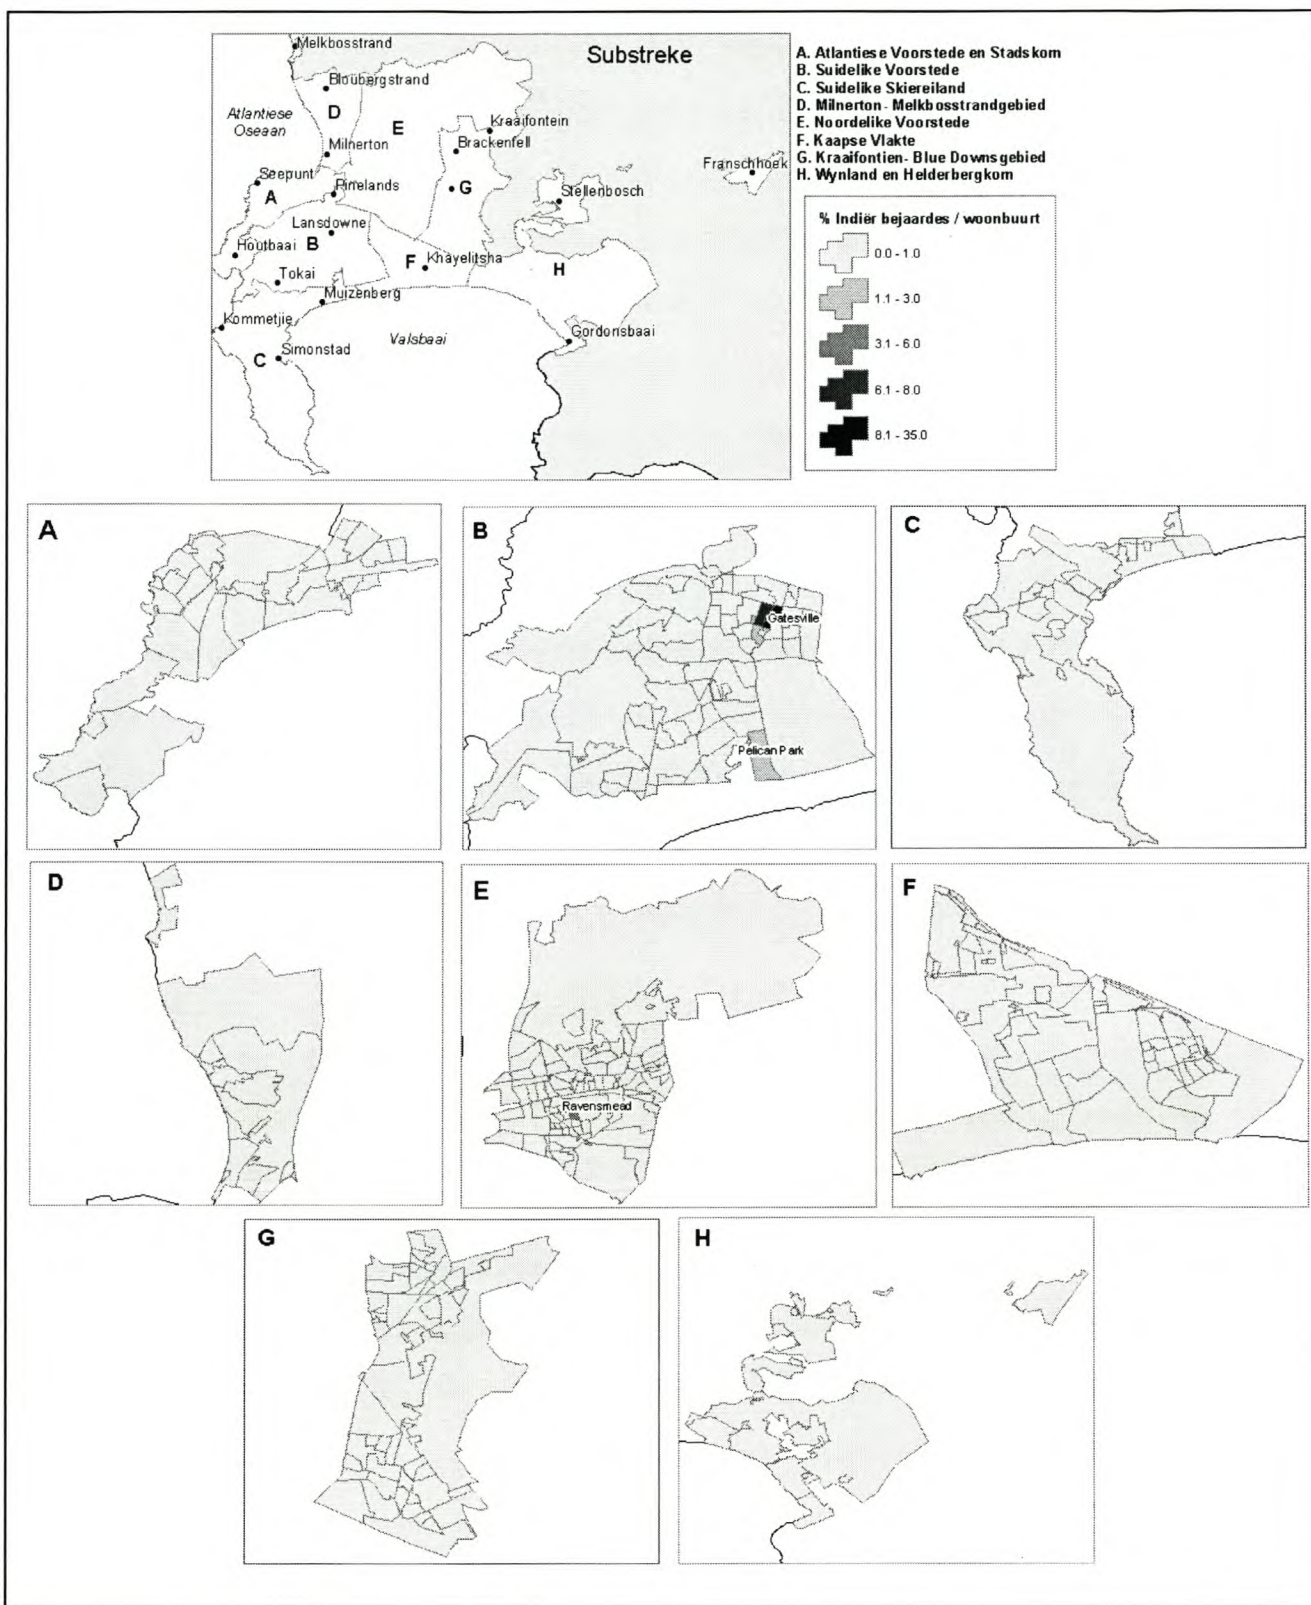 Substreke
Melkbosstrand
Bloubergstrand
Atlantiese
Oseaan
D
E
Kraaifontein
Brackenfell
Milnerton
Franschhoek
Seepunt
A
Pinelands
G
Stellenbosch
Lansdowne
B
Houtbaai
F
Khayelitsha
H
Tokai
Muizenberg
Kommetjie
Valsbaai
Gordonsbaai
C
Simonstad
A. Atlantiese Voorstede en Stadskom
B. Suidelike Voorstede
C. Suidelike Skiereiland
D. Milnerton- Melkbosstrandgebied
E. Noordelike Voorstede
F. Kaapse Vlakte
G. Kraaifontien- Blue Downsgebied
H. Wynland en Helderbergkom
% Indiër bejaardes / woonbuurt
0.0 - 1.0
1.1 - 3.0
3.1 - 6.0
6.1 - 8.0
8.1 - 35.0
A
B
Gatesville
Pelican Park
C
D
E
Ravensmead
F
G
H